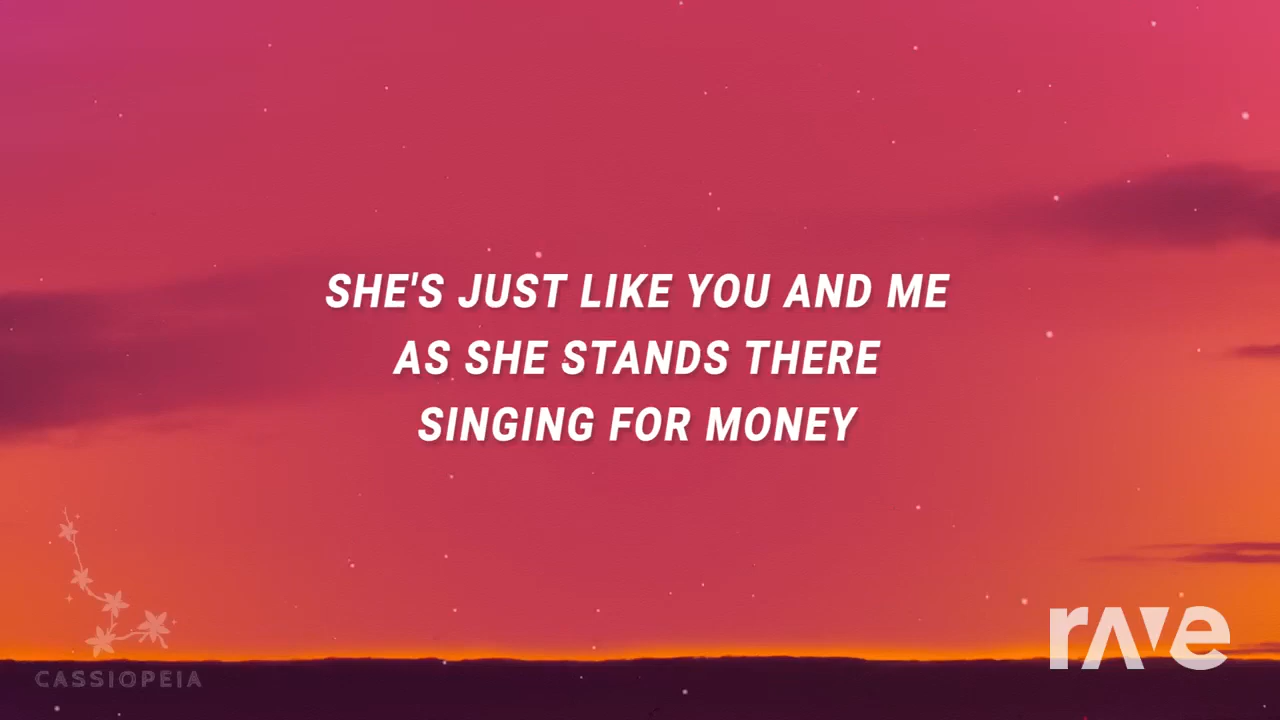 SHE'S JUST LIKE YOU AND ME
AS SHE STANDS THERE
SINGING FOR MONEY
CASSIOPEIA
rave